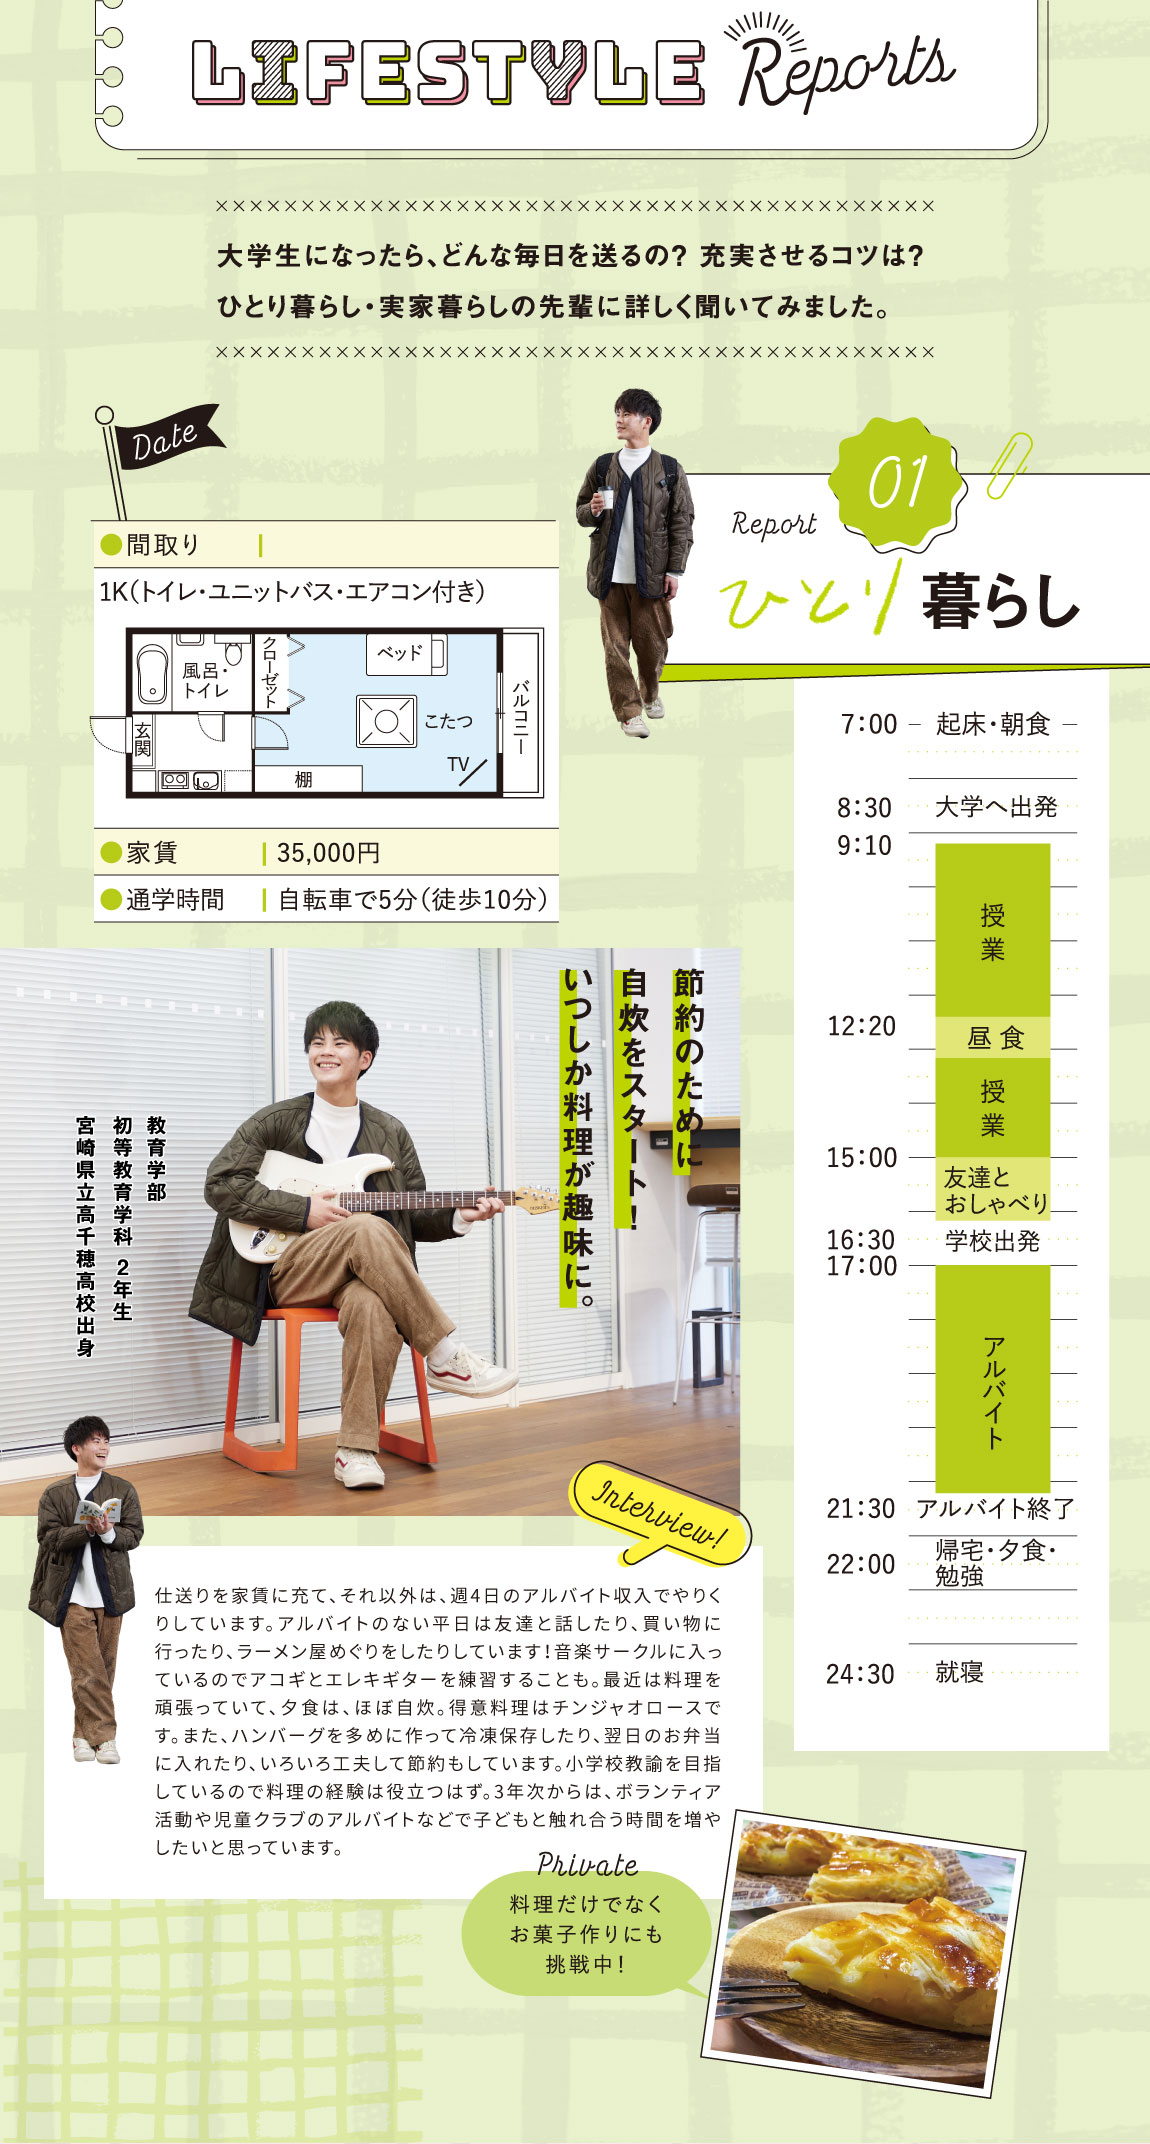 LIFESTYLE Reports
大学生になったら、どんな毎日を送るの? 充実させるコツは?
ひとり暮らし・実家暮らしの先輩に詳しく聞いてみました。
Date
間取り
1K(トイレ・ユニットバス・エアコン付き)
風呂・
トイレ
クローゼット
ベッド
こたつ
TV
棚
玄関
バルコニー
家賃 35,000円
通学時間 自転車で5分(徒歩10分)
Report 01
ひとり暮らし
7:00 起床・朝食
8:30 大学へ出発
9:10
授業
12:20 昼食
授業
15:00 友達と
おしゃべり
16:30 学校出発
17:00
アルバイト
21:30 アルバイト終了
22:00 帰宅・夕食・
勉強
24:30 就寝
節約のために
自炊をスタート!
いつしか料理が趣味に。
教育学部
初等教育学科 2年生
宮崎県立高千穂高校出身
Interview!
仕送りを家賃に充て、それ以外は、週4日のアルバイト収入でやりく
りしています。アルバイトのない平日は友達と話したり、買い物に
行ったり、ラーメン屋めぐりをしたりしています!音楽サークルに入っ
ているのでアコギとエレキギターを練習することも。最近は料理を
頑張っていて、夕食は、ほぼ自炊。得意料理はチンジャオロースで
す。また、ハンバーグを多めに作って冷凍保存したり、翌日のお弁当
に入れたり、いろいろ工夫して節約もしています。小学校教諭を目指
しているので料理の経験は役立つはず。3年次からは、ボランティア
活動や児童クラブのアルバイトなどで子どもと触れ合う時間を増や
したいと思っています。
Private
料理だけでなく
お菓子作りにも
挑戦中!